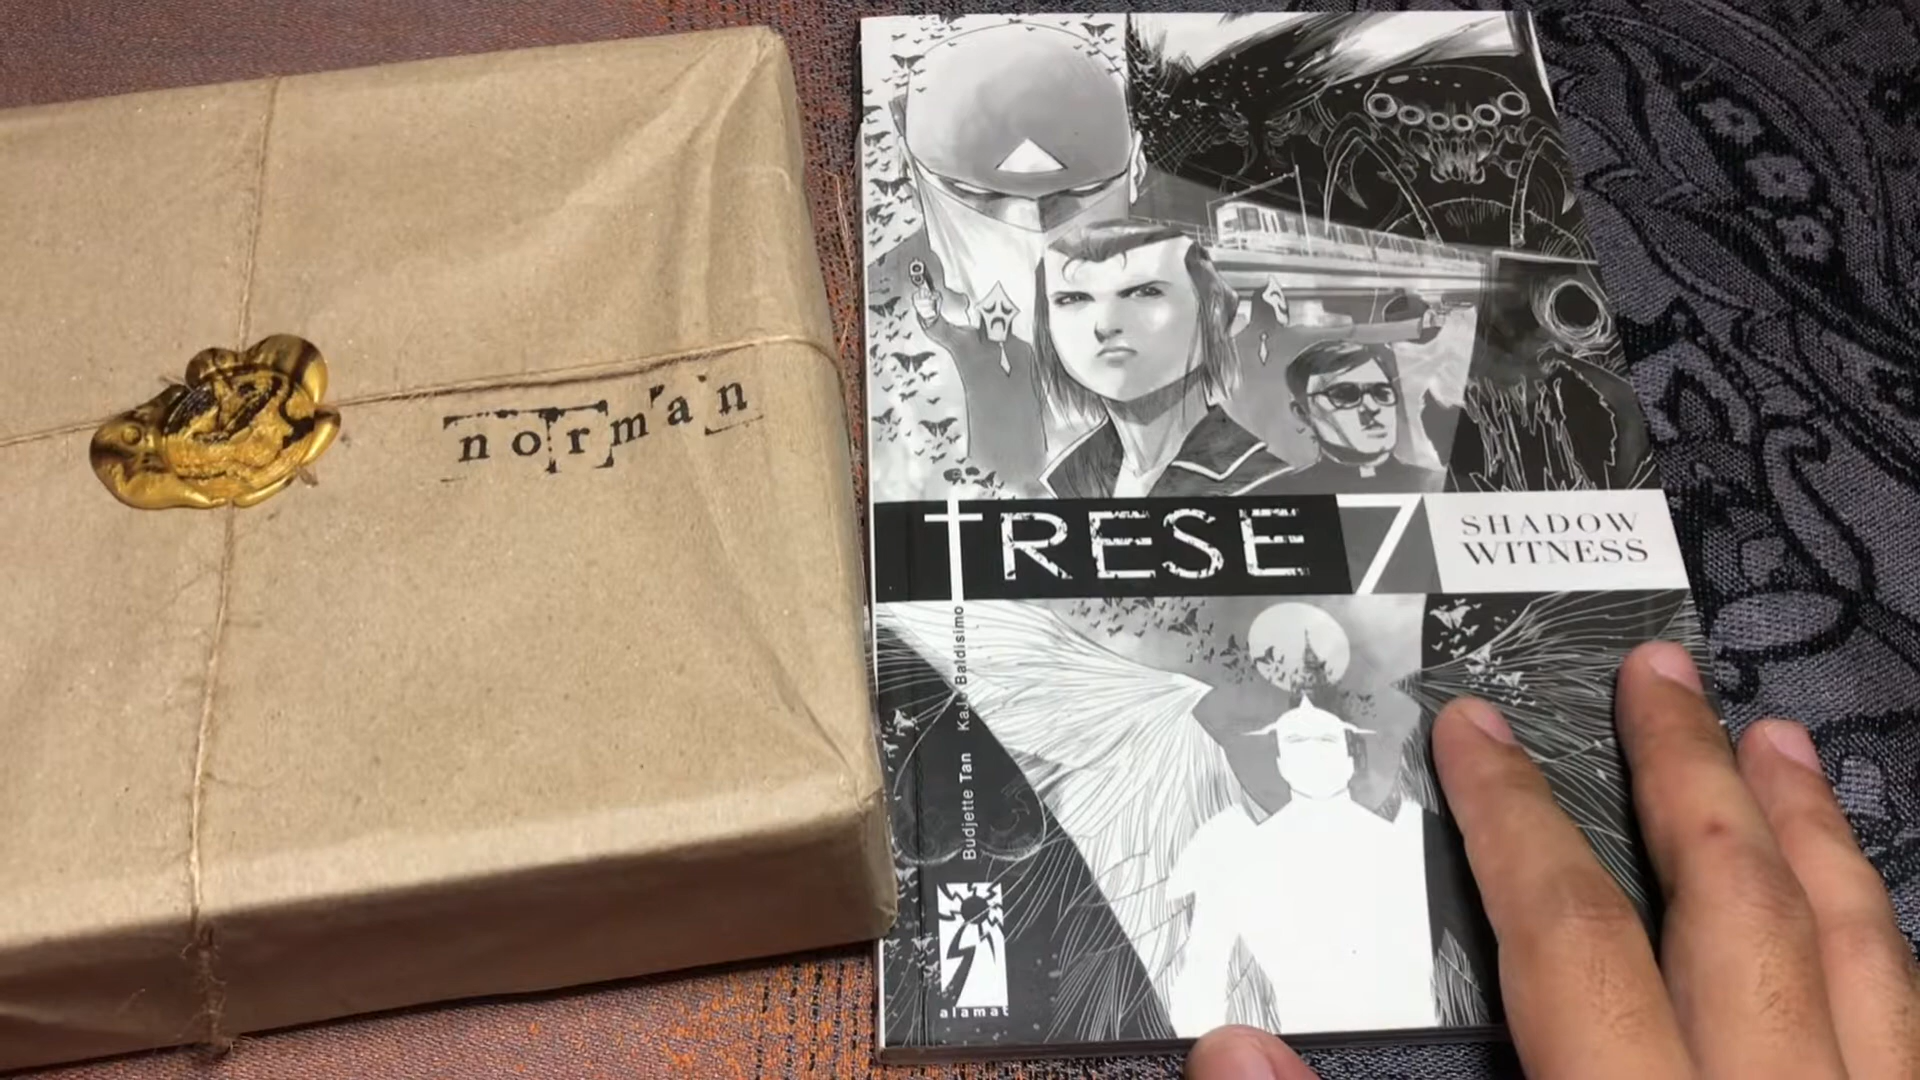 norman
TRESE 7
SHADOW
WITNESS
Budjette Tan KaJo Baldisimo
alamat